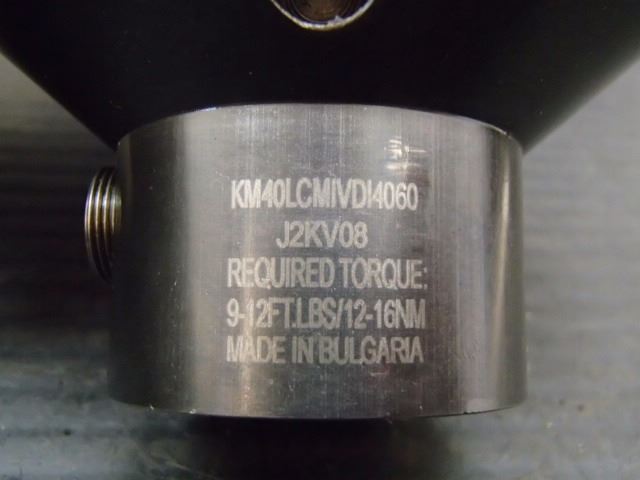 KM40LCMIVDI4060
J2KV08
REQUIRED TORQUE:
9-12FT.LBS/12-16NM
MADE IN BULGARIA